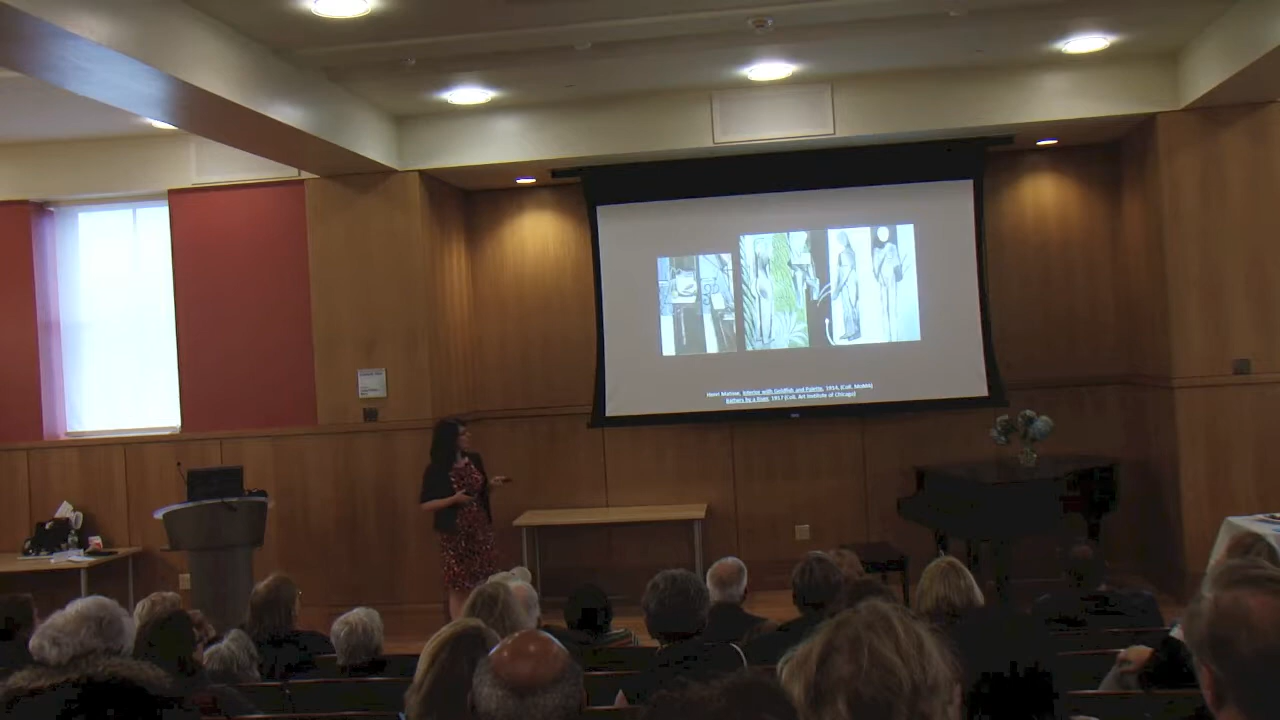 Henri Matisse, Interior with Goldfish and Palette, 1914, (Coll. MoMA)
Bathers by a River, 1917 (Coll. Art Institute of Chicago)